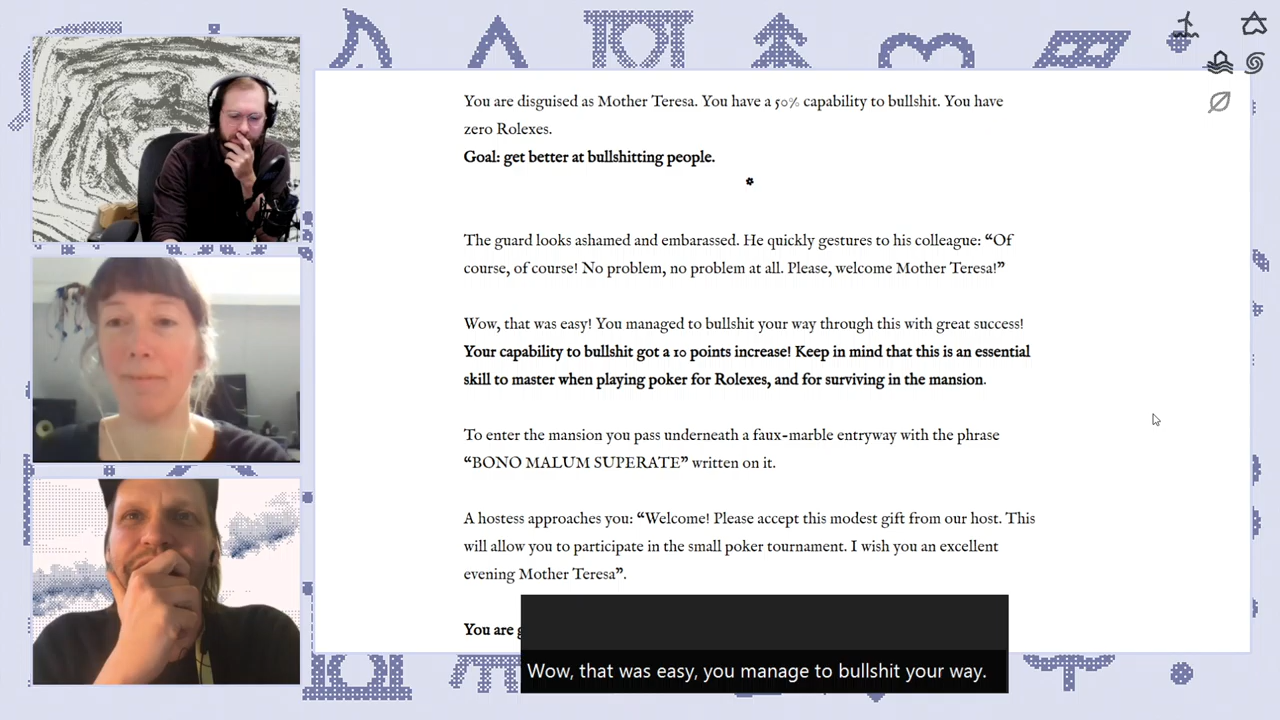 You are disguised as Mother Teresa. You have a 50% capability to bullshit. You have
zero Rolexes.
Goal: get better at bullshitting people.
The guard looks ashamed and embarassed. He quickly gestures to his colleague: “Of
course, of course! No problem, no problem at all. Please, welcome Mother Teresa!”
Wow, that was easy! You managed to bullshit your way through this with great success!
Your capability to bullshit got a 10 points increase! Keep in mind that this is an essential
skill to master when playing poker for Rolexes, and for surviving in the mansion.
To enter the mansion you pass underneath a faux-marble entryway with the phrase
“BONO MALUM SUPERATE” written on it.
A hostess approaches you: “Welcome! Please accept this modest gift from our host. This
will allow you to participate in the small poker tournament. I wish you an excellent
evening Mother Teresa”.
You are
Wow, that was easy, you manage to bullshit your way.